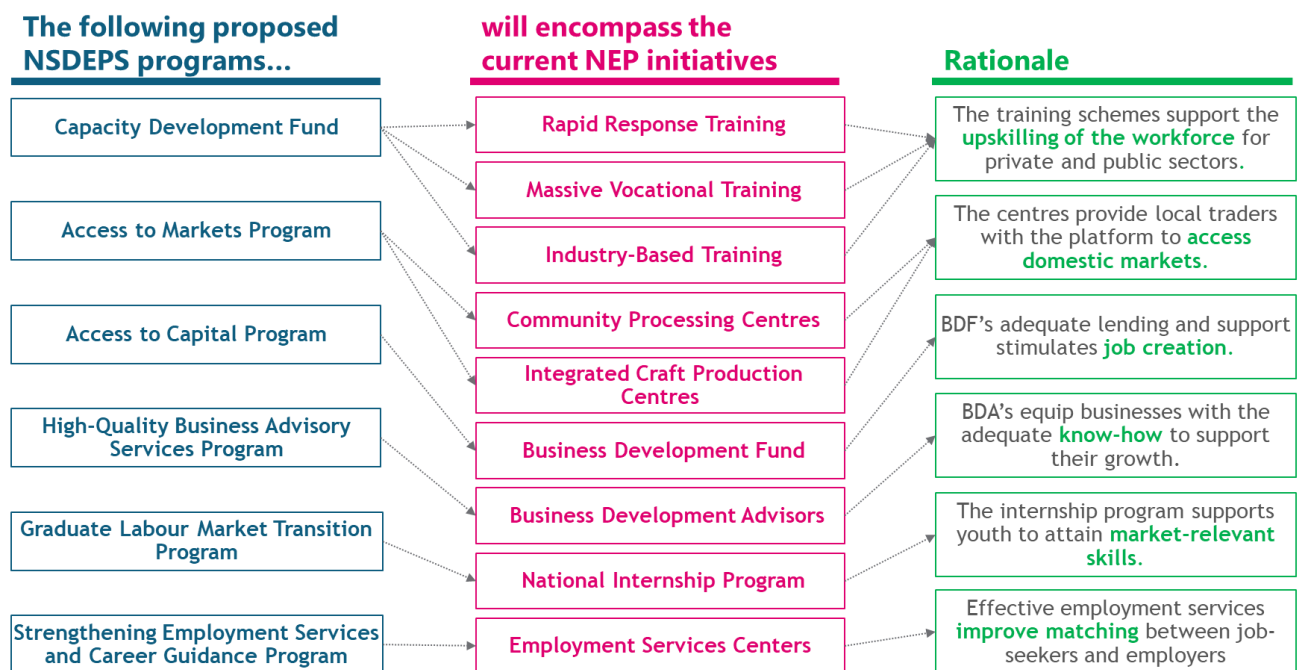 The following proposed
NSDEPS programs...
Capacity Development Fund
Access to Markets Program
Access to Capital Program
High-Quality Business Advisory
Services Program
Graduate Labour Market Transition
Program
Strengthening Employment Services
and Career Guidance Program
will encompass the
current NEP initiatives
Rapid Response Training
Massive Vocational Training
Industry-Based Training
Community Processing Centres
Integrated Craft Production
Centres
Business Development Fund
Business Development Advisors
National Internship Program
Employment Services Centers
Rationale
The training schemes support the
upskilling of the workforce for
private and public sectors.
The centres provide local traders
with the platform to access
domestic markets.
BDF’s adequate lending and support
stimulates job creation.
BDA’s equip businesses with the
adequate know-how to support
their growth.
The internship program supports
youth to attain market-relevant
skills.
Effective employment services
improve matching between job-
seekers and employers